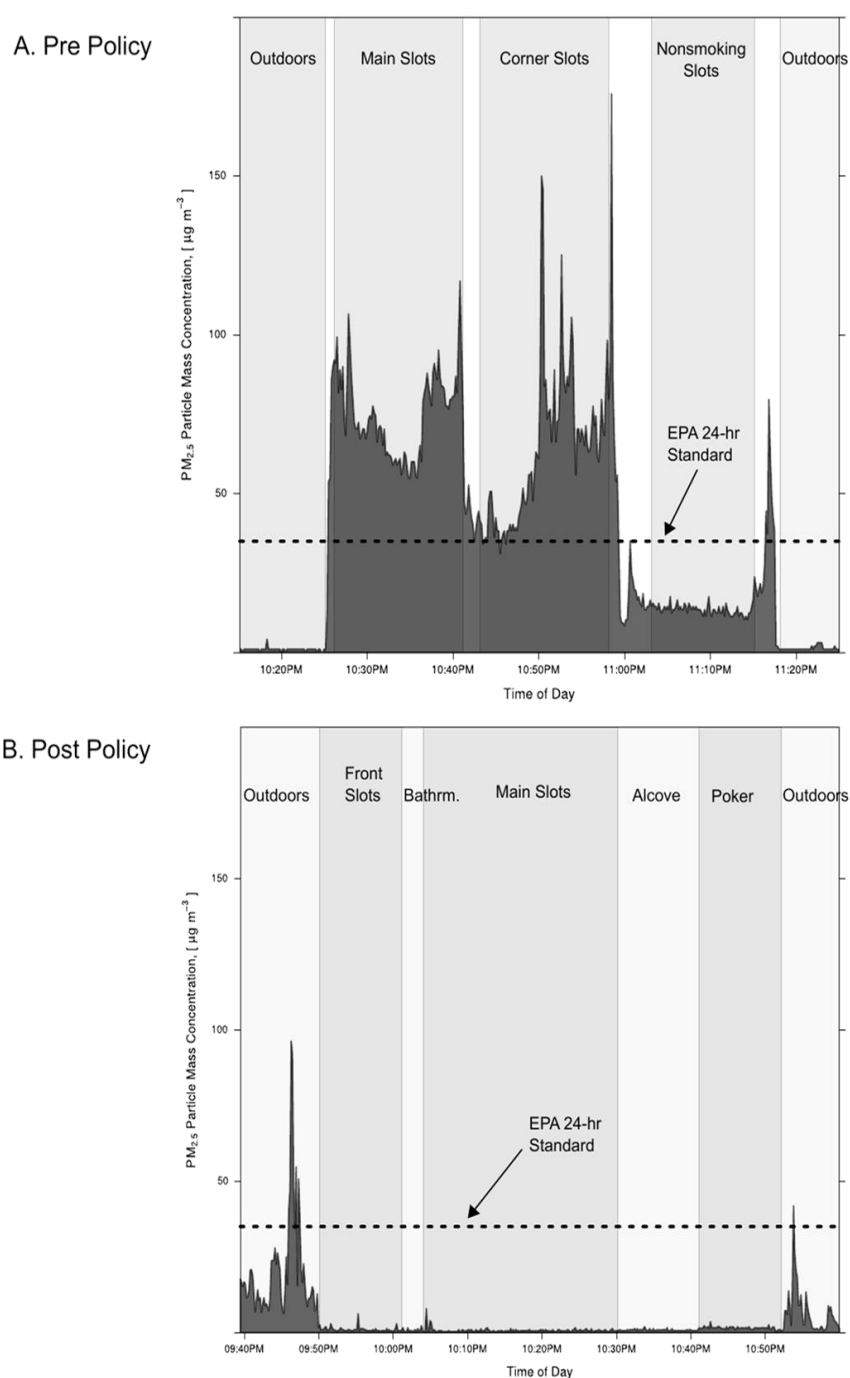 A. Pre Policy
Outdoors
Main Slots
Corner Slots
Nonsmoking
Slots
Outdoors
PM2.5 Particle Mass Concentration, [ µg m−3 ]
150
100
50
EPA 24-hr
Standard
10:20PM
10:30PM
10:40PM
10:50PM
11:00PM
11:10PM
11:20PM
Time of Day
B. Post Policy
Outdoors
Front
Slots
Bathrm.
Main Slots
Alcove
Poker
Outdoors
PM2.5 Particle Mass Concentration, [ µg m−3 ]
150
100
50
EPA 24-hr
Standard
09:40PM
09:50PM
10:00PM
10:10PM
10:20PM
10:30PM
10:40PM
10:50PM
Time of Day